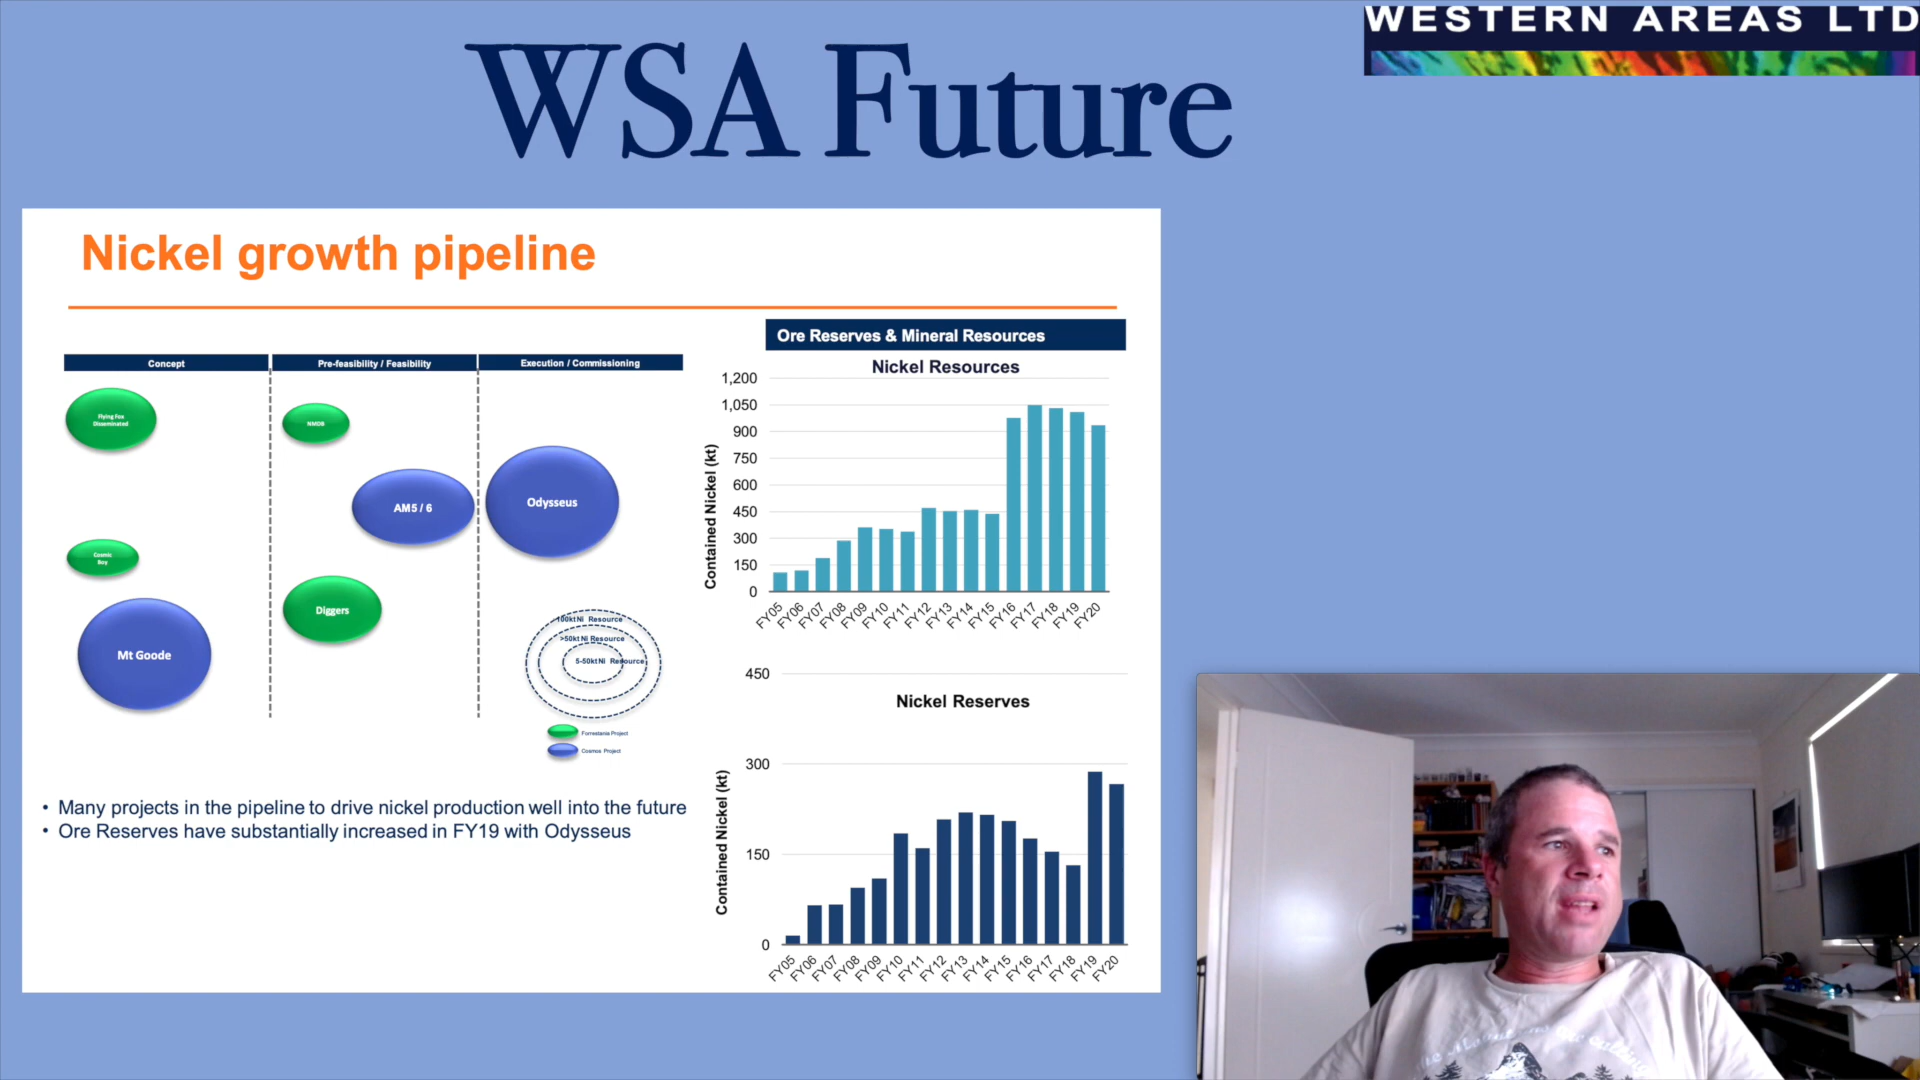 WESTERN AREAS LTD
WSA Future
Nickel growth pipeline
Concept
Pre-feasibility / Feasibility
Execution / Commissioning
Flying Fox
Disseminated
NMDB
AM5 / 6
Odysseus
Cosmic
Boy
Diggers
Mt Goode
100kt Ni Resource
>50kt Ni Resource
5-50kt Ni Resource
Forrestania Project
Cosmos Project
• Many projects in the pipeline to drive nickel production well into the future
• Ore Reserves have substantially increased in FY19 with Odysseus
Ore Reserves & Mineral Resources
Nickel Resources
Contained Nickel (kt)
1,200
1,050
900
750
600
450
300
150
0
FY05 FY06 FY07 FY08 FY09 FY10 FY11 FY12 FY13 FY14 FY15 FY16 FY17 FY18 FY19 FY20
Nickel Reserves
Contained Nickel (kt)
450
300
150
0
FY05 FY06 FY07 FY08 FY09 FY10 FY11 FY12 FY13 FY14 FY15 FY16 FY17 FY18 FY19 FY20